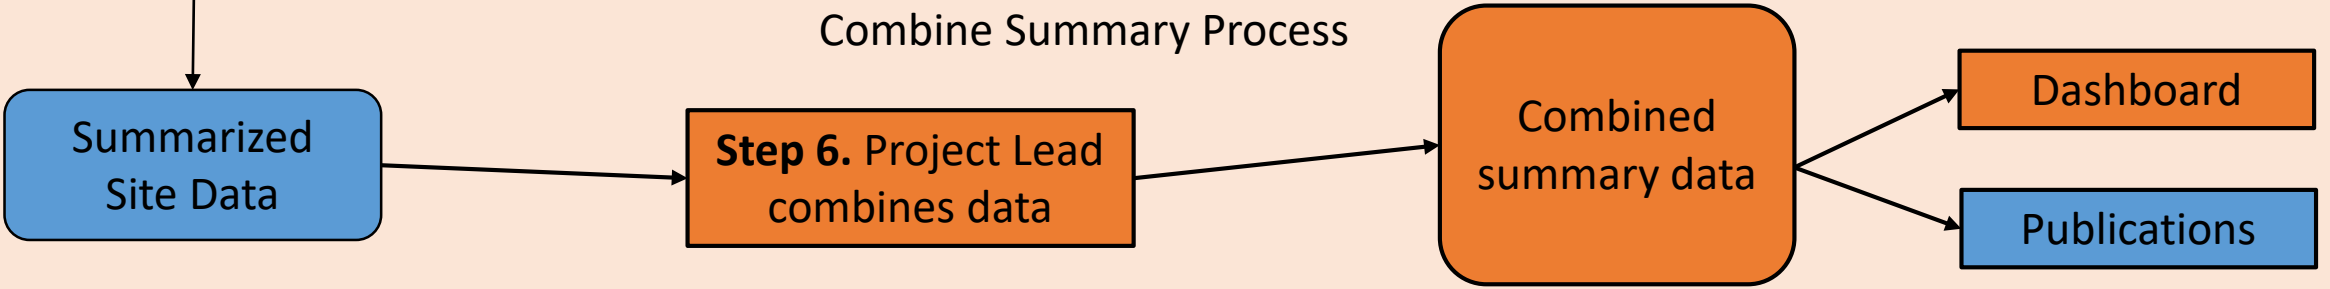 Combine Summary Process
Summarized
Site Data
Step 6. Project Lead
combines data
Combined
summary data
Dashboard
Publications